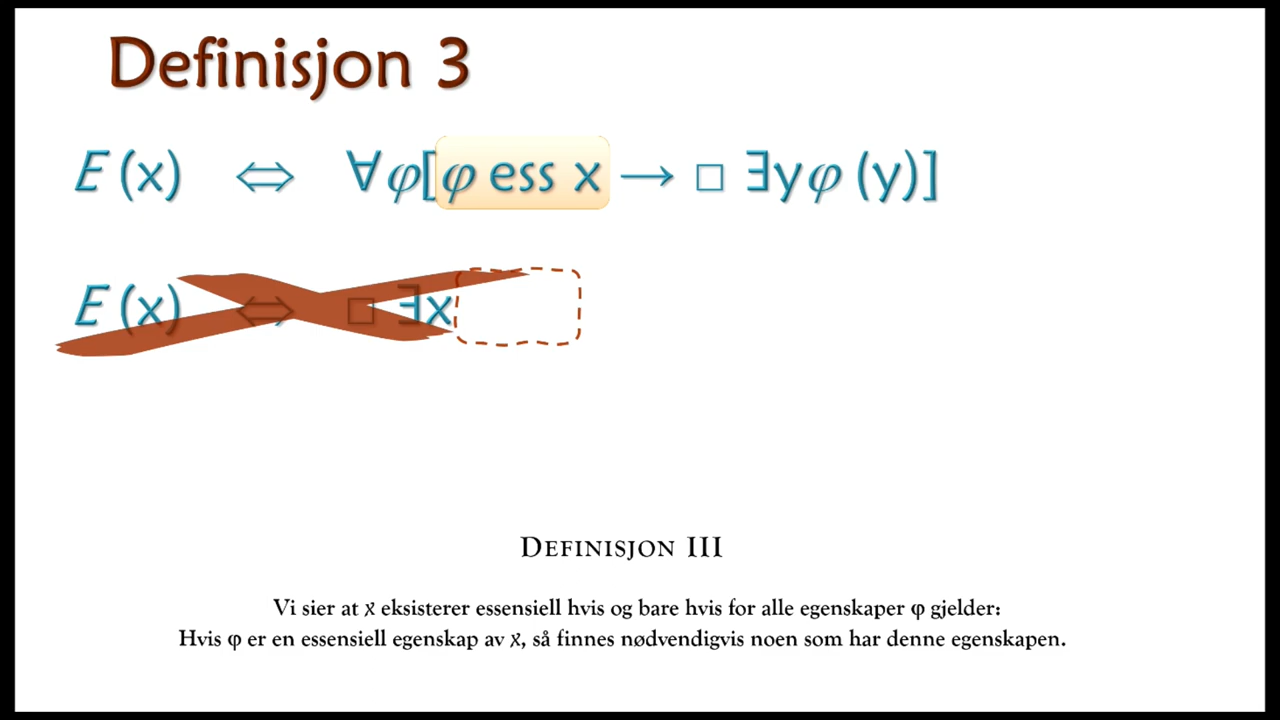 Definisjon 3
E (x) ⇔ ∀φ[φ ess x → □ ∃yφ (y)]
E (x) ⇔ □ ∃x
Definisjon III
Vi sier at x eksisterer essensiell hvis og bare hvis for alle egenskaper φ gjelder:
Hvis φ er en essensiell egenskap av x, så finnes nødvendigvis noen som har denne egenskapen.